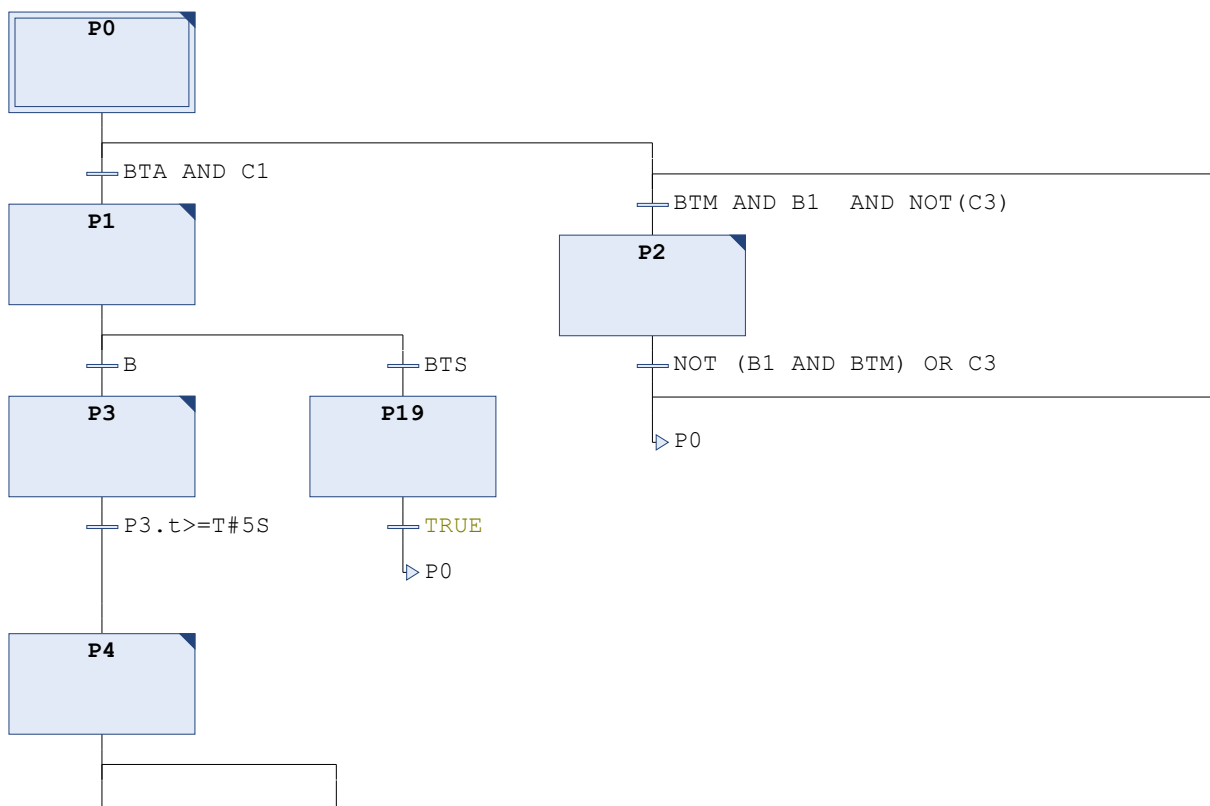 P0
BTA AND C1
BTM AND B1  AND NOT(C3)
P1
P2
B
BTS
NOT (B1 AND BTM) OR C3
P3
P19
P0
P3.t>=T#5S
TRUE
P0
P4